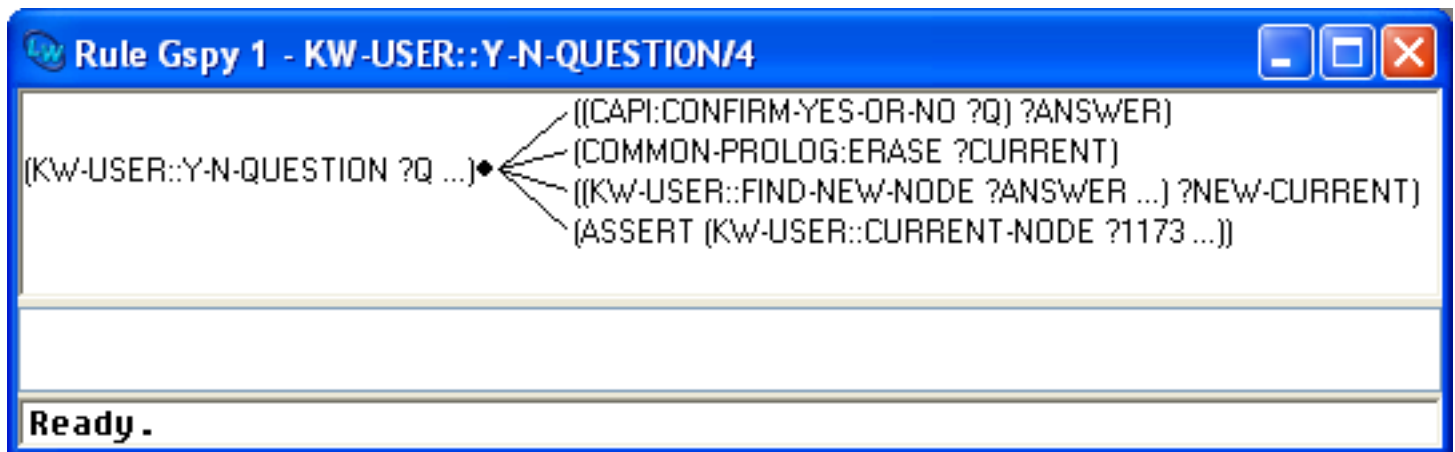 Rule Gspy 1 - KW-USER::Y-N-QUESTION/4
((CAPI:CONFIRM-YES-OR-NO ?Q) ?ANSWER)
(COMMON-PROLOG:ERASE ?CURRENT)
(KW-USER::Y-N-QUESTION ?Q ...)
((KW-USER::FIND-NEW-NODE ?ANSWER ...) ?NEW-CURRENT)
(ASSERT (KW-USER::CURRENT-NODE ?1173 ...))
Ready.